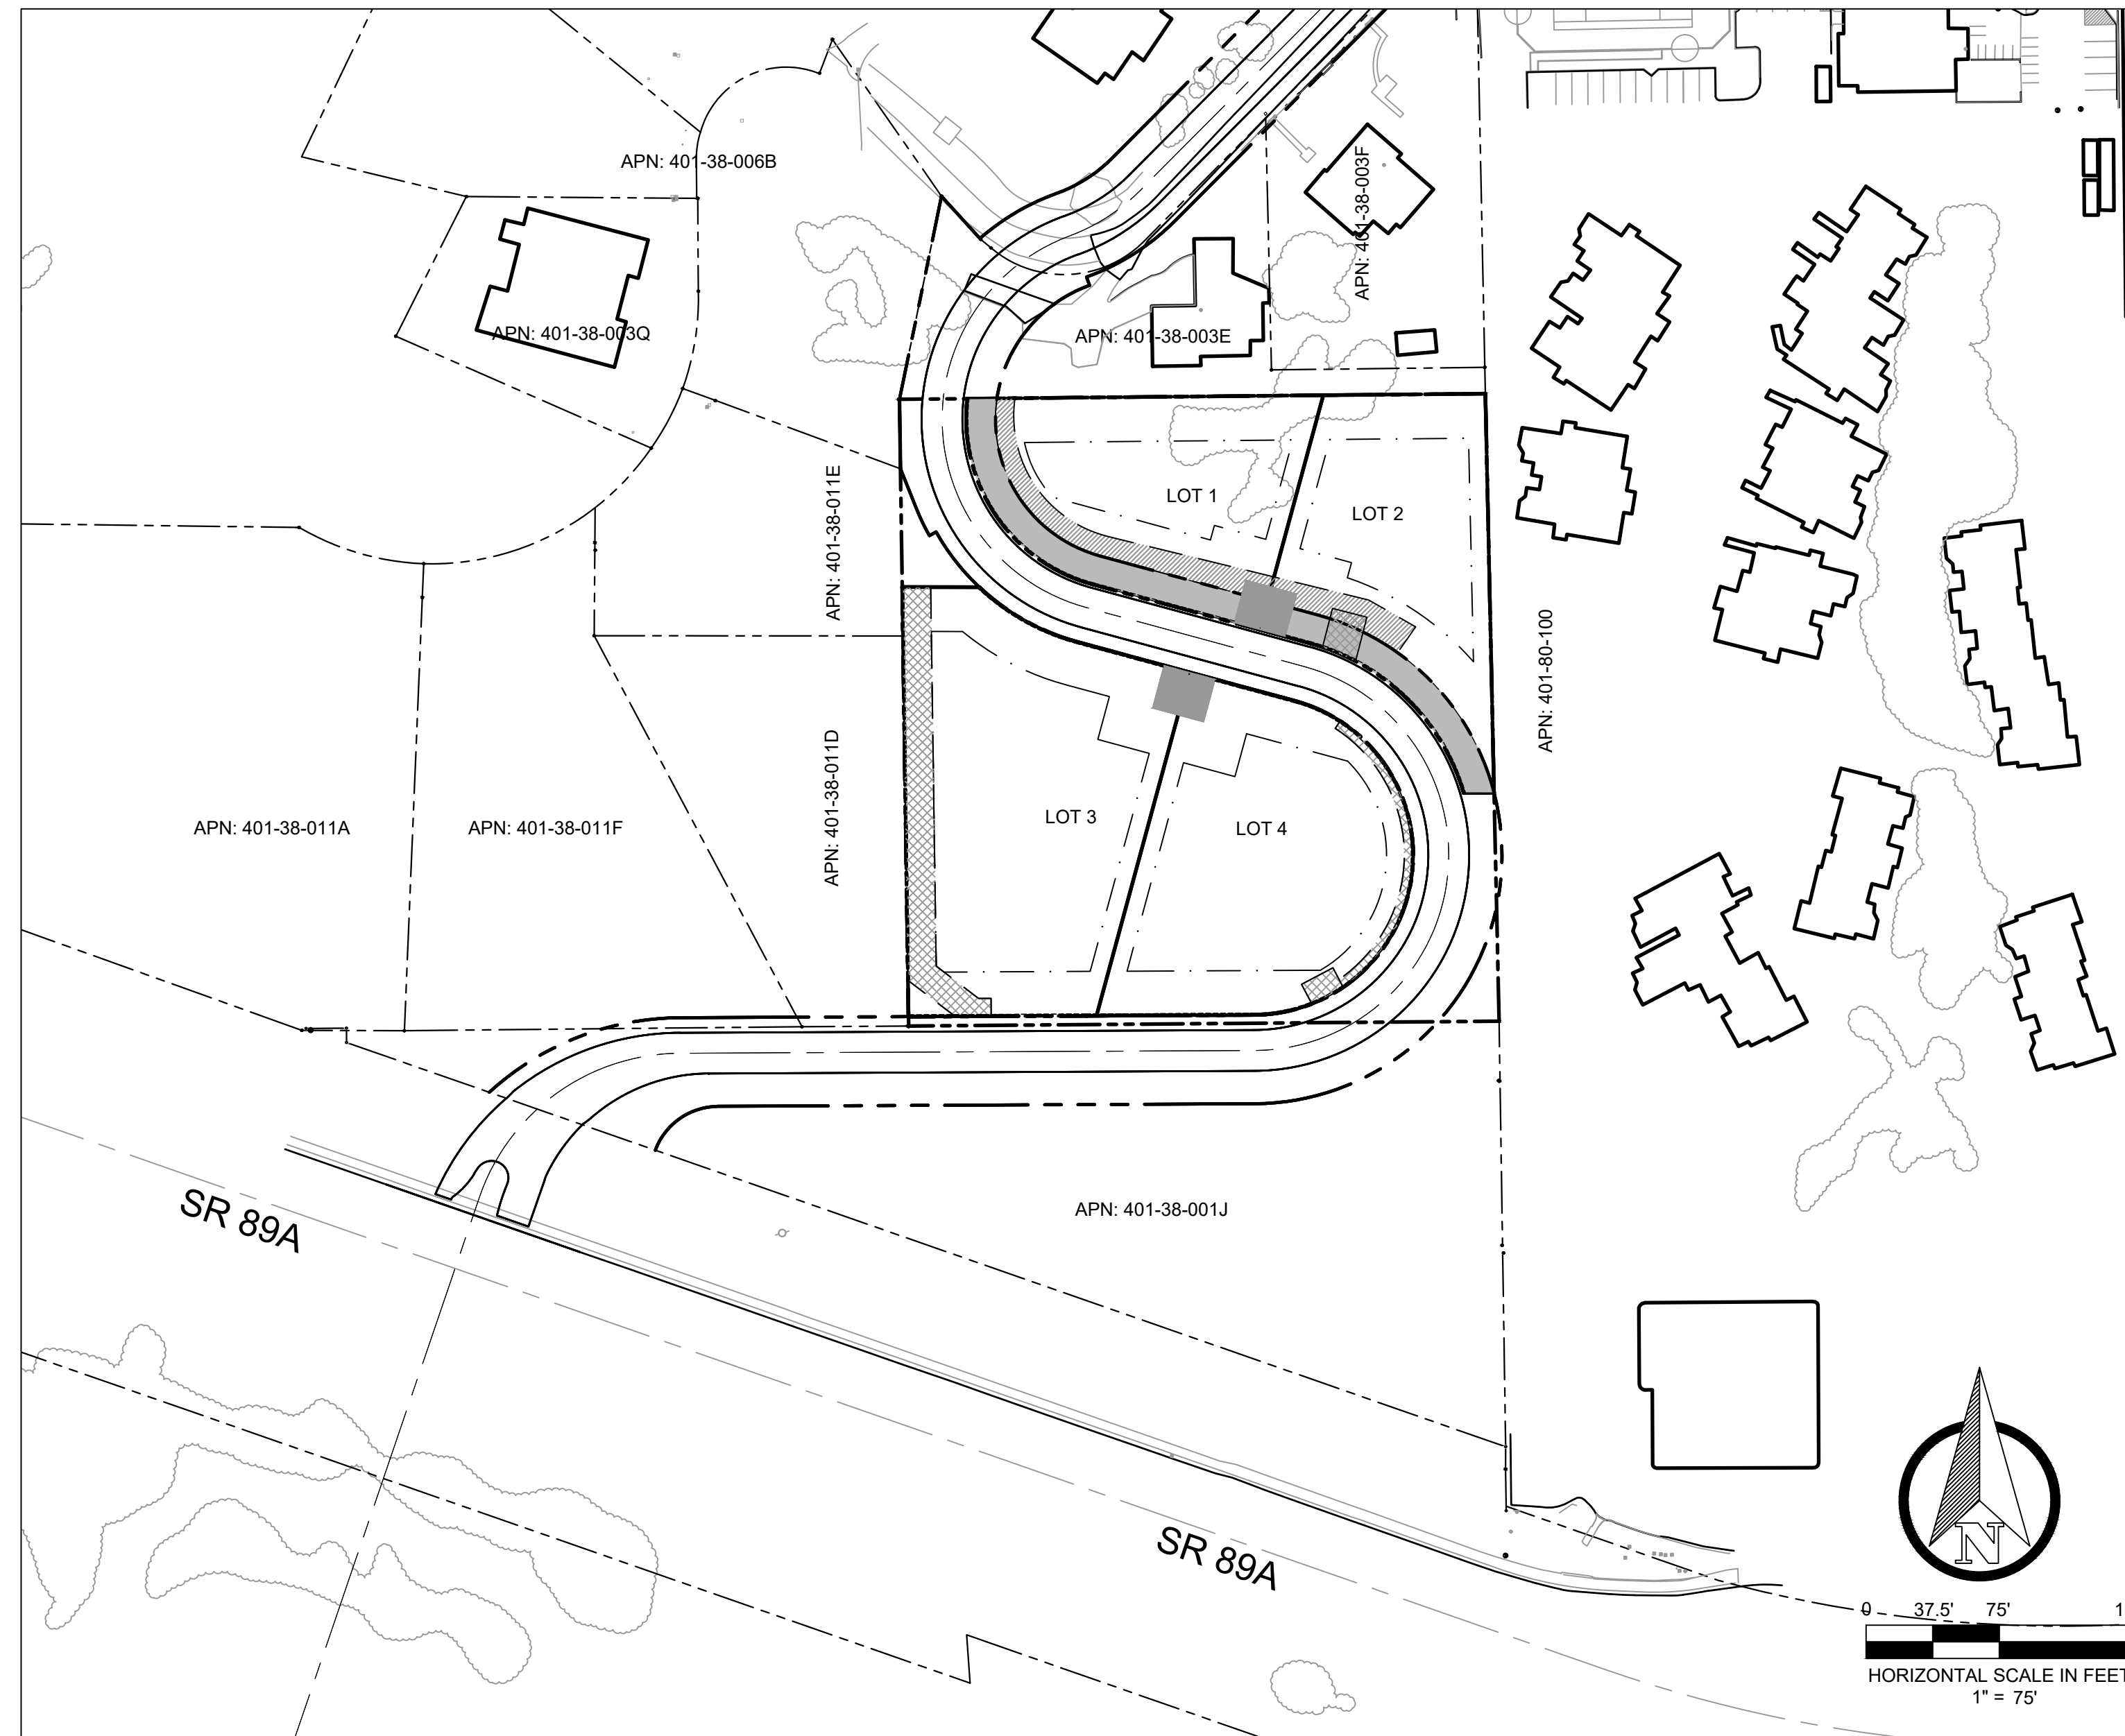 APN: 401-38-006B
APN: 401-38-003F
APN: 401-38-003Q
APN: 401-38-003E
APN: 401-38-011E
LOT 1
LOT 2
APN: 401-80-100
APN: 401-38-011D
LOT 3
LOT 4
APN: 401-38-011A
APN: 401-38-011F
SR 89A
APN: 401-38-001J
SR 89A
N
0 37.5' 75' 1
HORIZONTAL SCALE IN FEET
1" = 75'